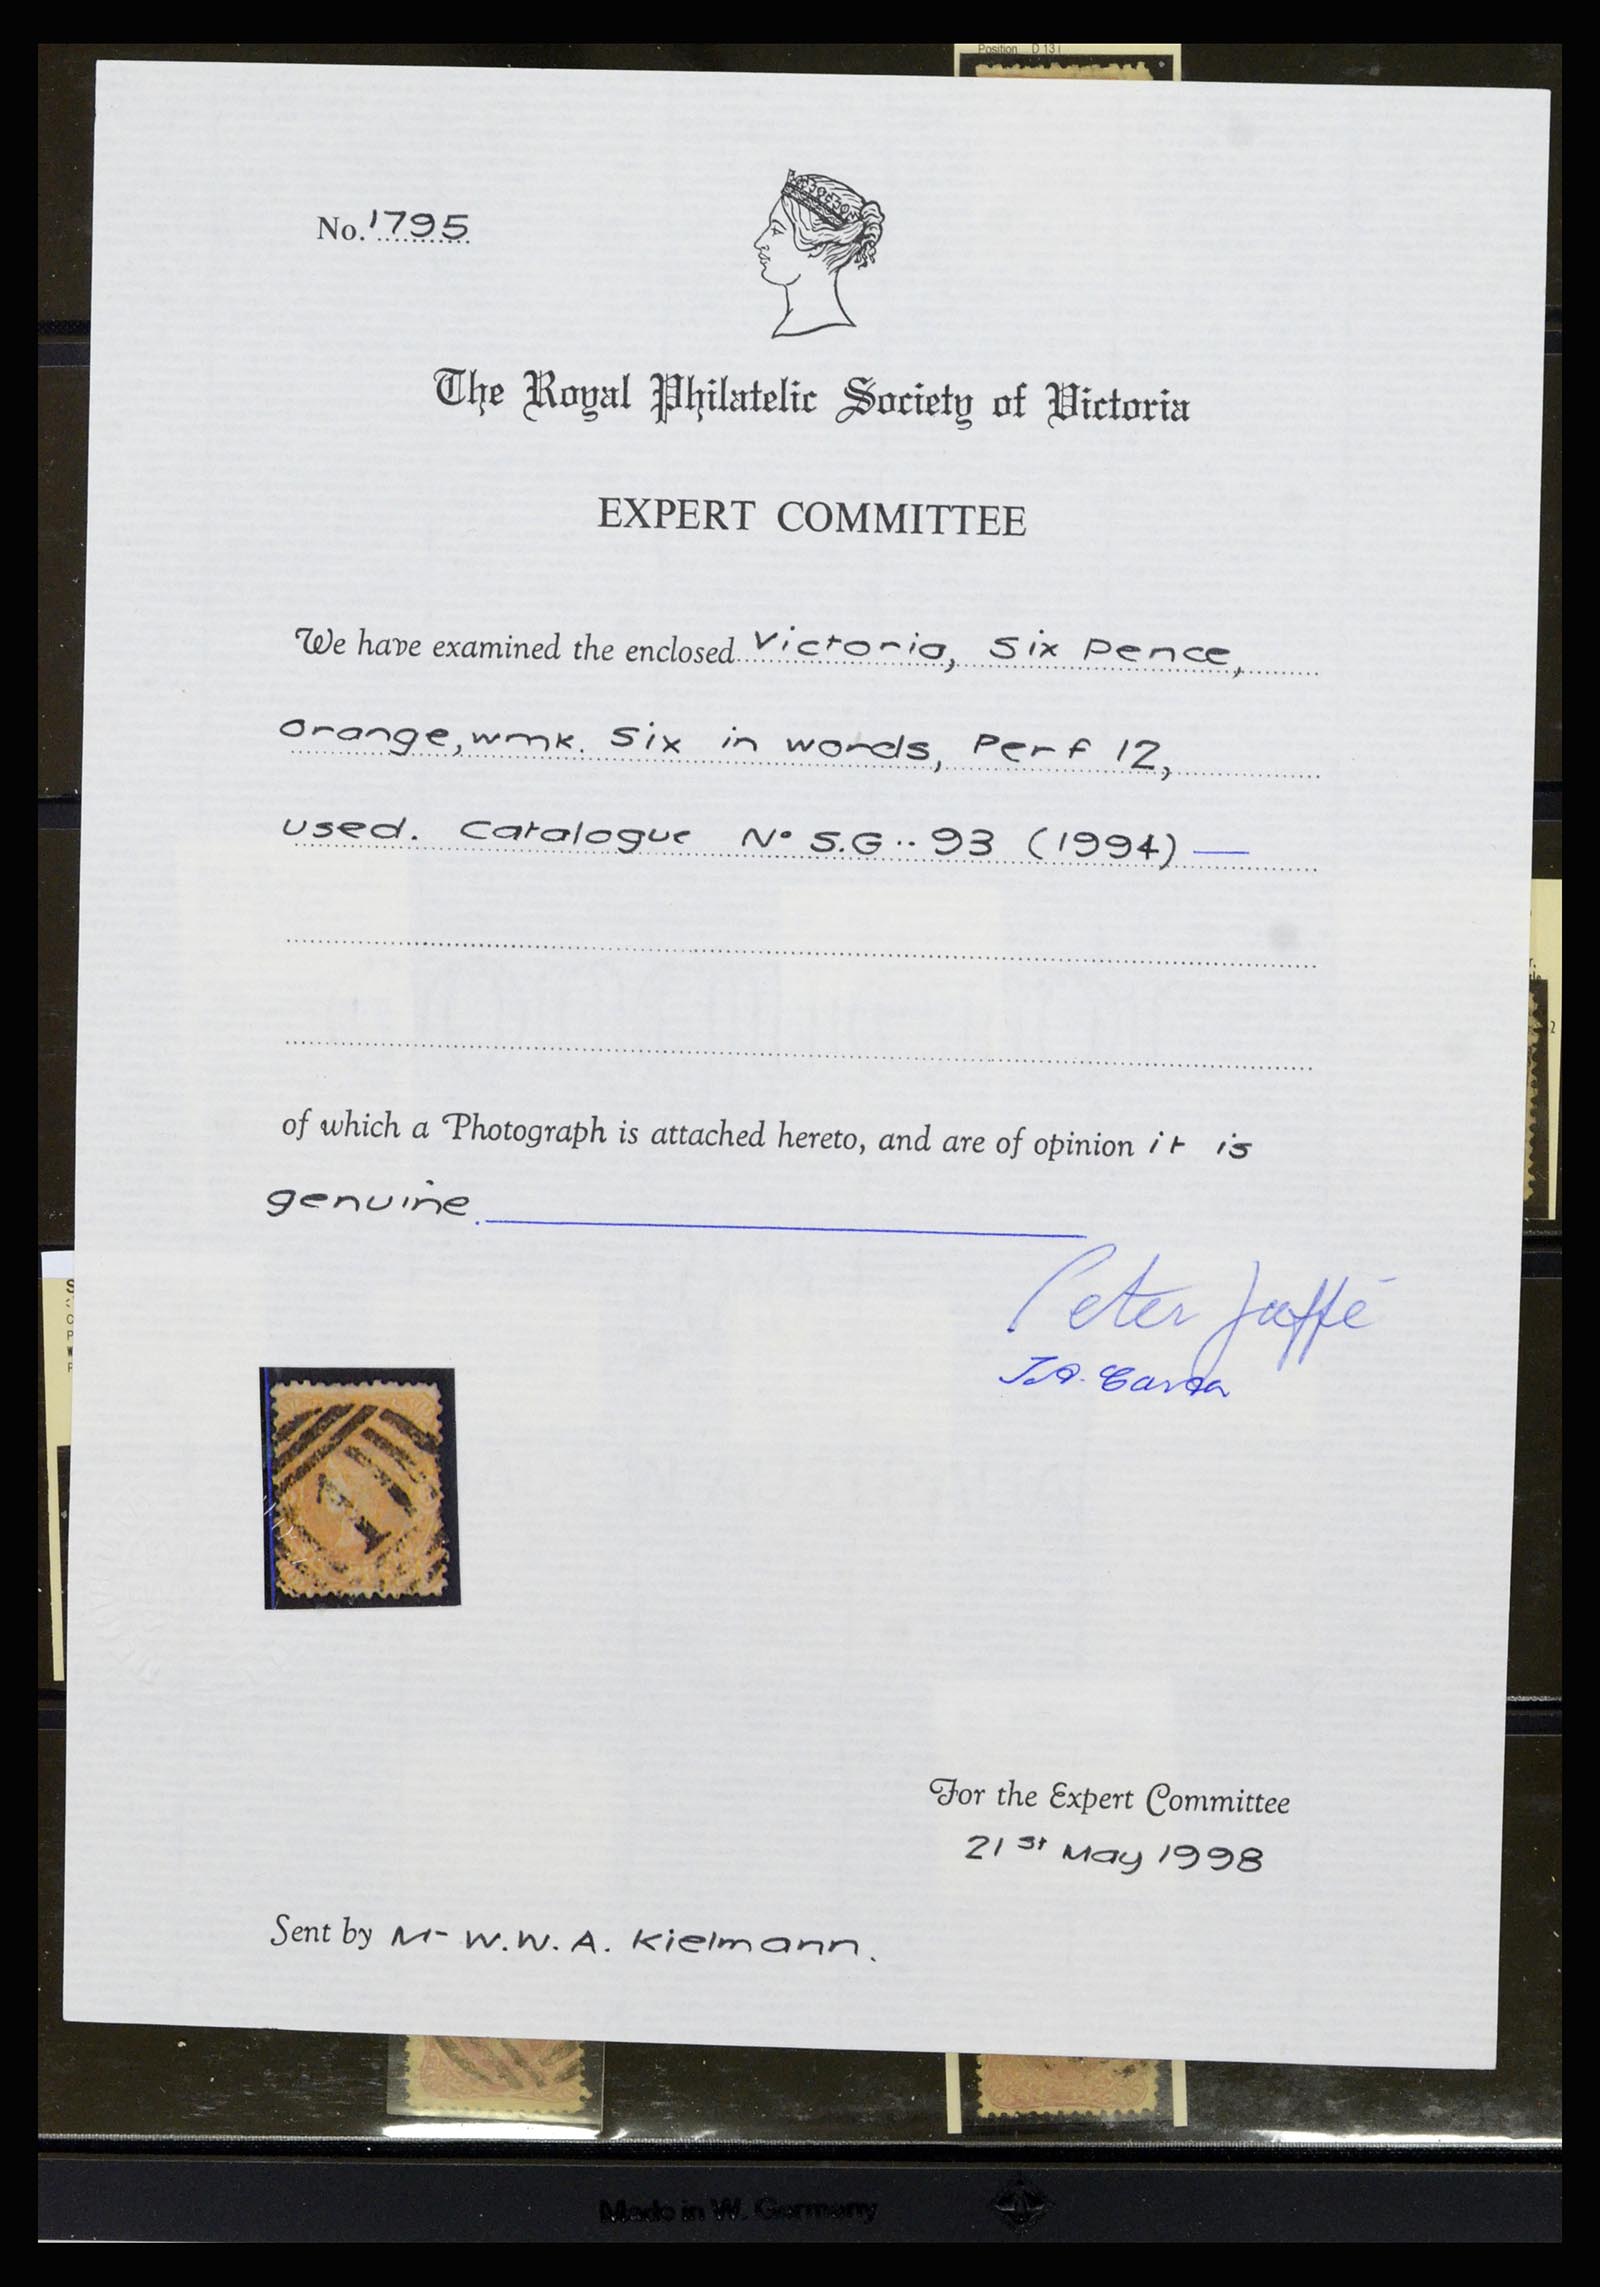 Position D 13 i
No. 1795
The Royal Philatelic Society of Victoria
EXPERT COMMITTEE
We have examined the enclosed Victoria, Six Pence,
Orange, wmk. Six in words, Perf 12,
used. Catalogue No S.G.. 93 (1994) —
of which a Photograph is attached hereto, and are of opinion it is
genuine.
Peter Jaffé
1
For the Expert Committee
21st May 1998
Sent by Mr W.W.A. Kielmann.
Made in W. Germany